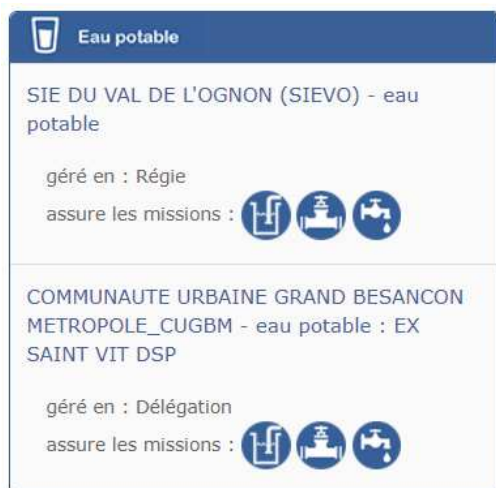 Eau potable
SIE DU VAL DE L'OGNON (SIEVO) - eau
potable
géré en : Régie
assure les missions :
COMMUNAUTE URBAINE GRAND BESANCON
METROPOLE_CUGBM - eau potable : EX
SAINT VIT DSP
géré en : Délégation
assure les missions :